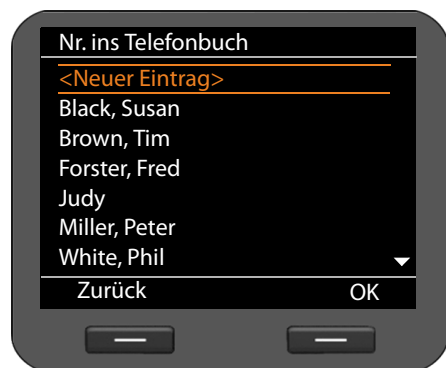 Nr. ins Telefonbuch
<Neuer Eintrag>
Black, Susan
Brown, Tim
Forster, Fred
Judy
Miller, Peter
White, Phil
Zurück OK